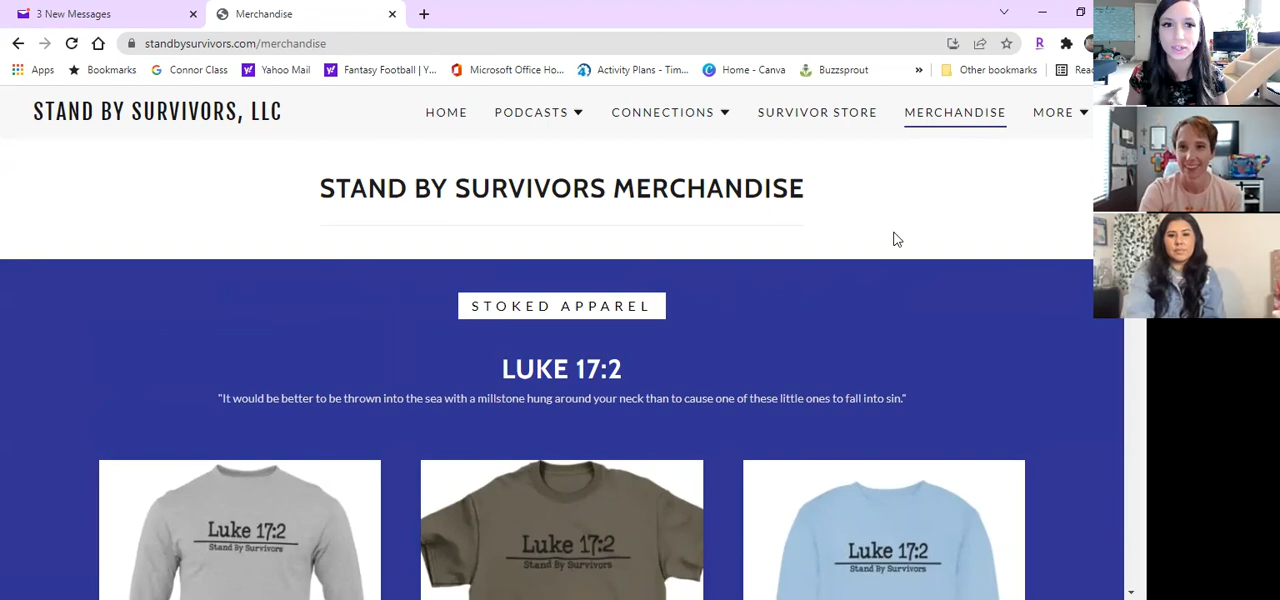 3 New Messages
Merchandise
standbysurvivors.com/merchandise
Apps
Bookmarks
Connor Class
Yahoo Mail
Fantasy Football | Y...
Microsoft Office Ho...
Activity Plans - Tim...
Home - Canva
Buzzsprout
»
Other bookmarks
Rea
STAND BY SURVIVORS, LLC
HOME
PODCASTS
CONNECTIONS
SURVIVOR STORE
MERCHANDISE
MORE
STAND BY SURVIVORS MERCHANDISE
STOKED APPAREL
LUKE 17:2
"It would be better to be thrown into the sea with a millstone hung around your neck than to cause one of these little ones to fall into sin."
Luke 17:2
Stand By Survivors
Luke 17:2
Stand By Survivors
Luke 17:2
Stand By Survivors